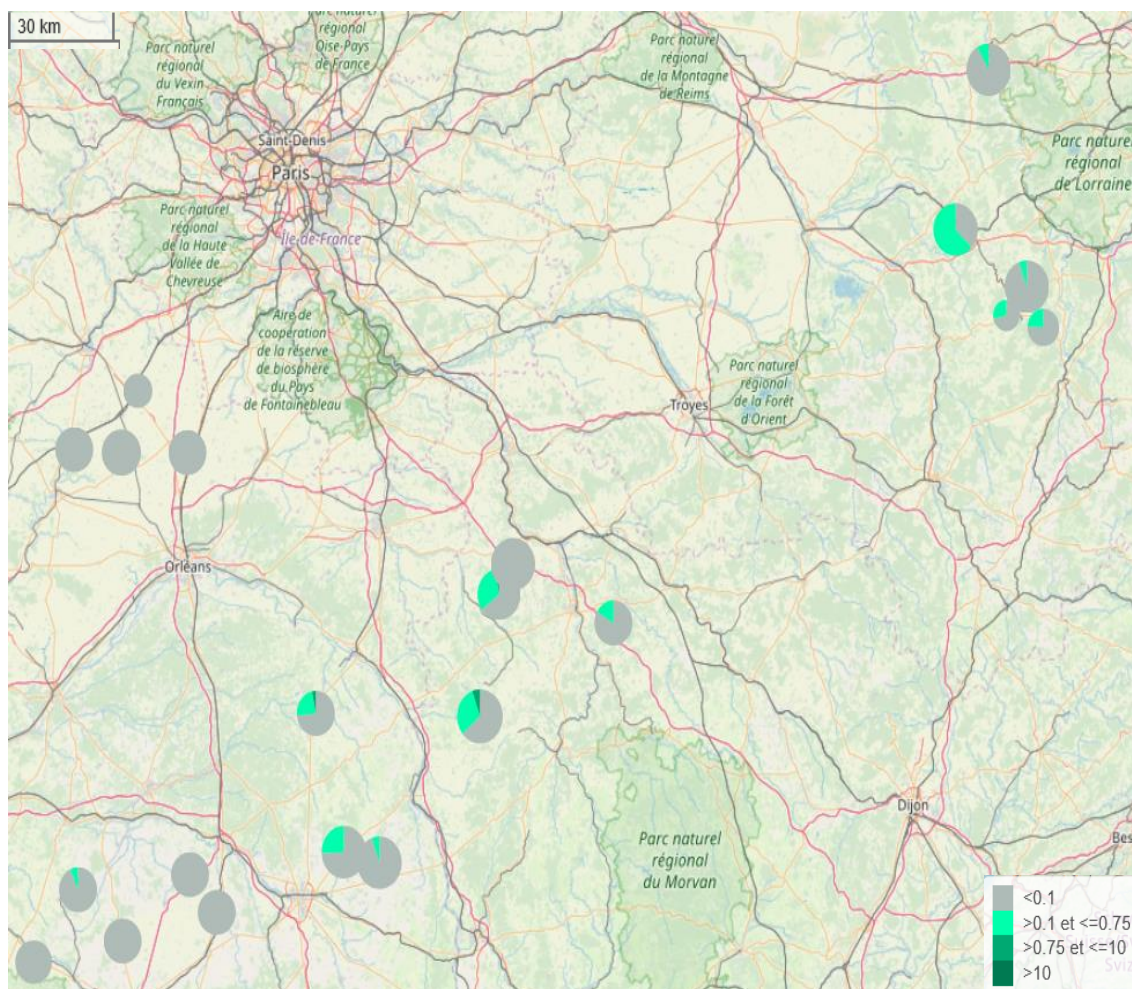 30 km
Parc naturel
régional
du Vexin
Français
régional
Oise-Pays
de France
Parc naturel
régional
de la Montagne
de Reims
Saint-Denis
Paris
Île-de-France
Parc naturel
régional
de la Haute
Vallée de
Chevreuse
Parc naturel
régional
de Lorraine
Aire de
coopération
de la réserve
de biosphère
du Pays
de Fontainebleau
Parc naturel
régional
de la Forêt
d'Orient
Troyes
Orléans
Dijon
Parc naturel
régional
du Morvan
Bes
<0.1
>0.1 et <=0.75
>0.75 et <=10
>10